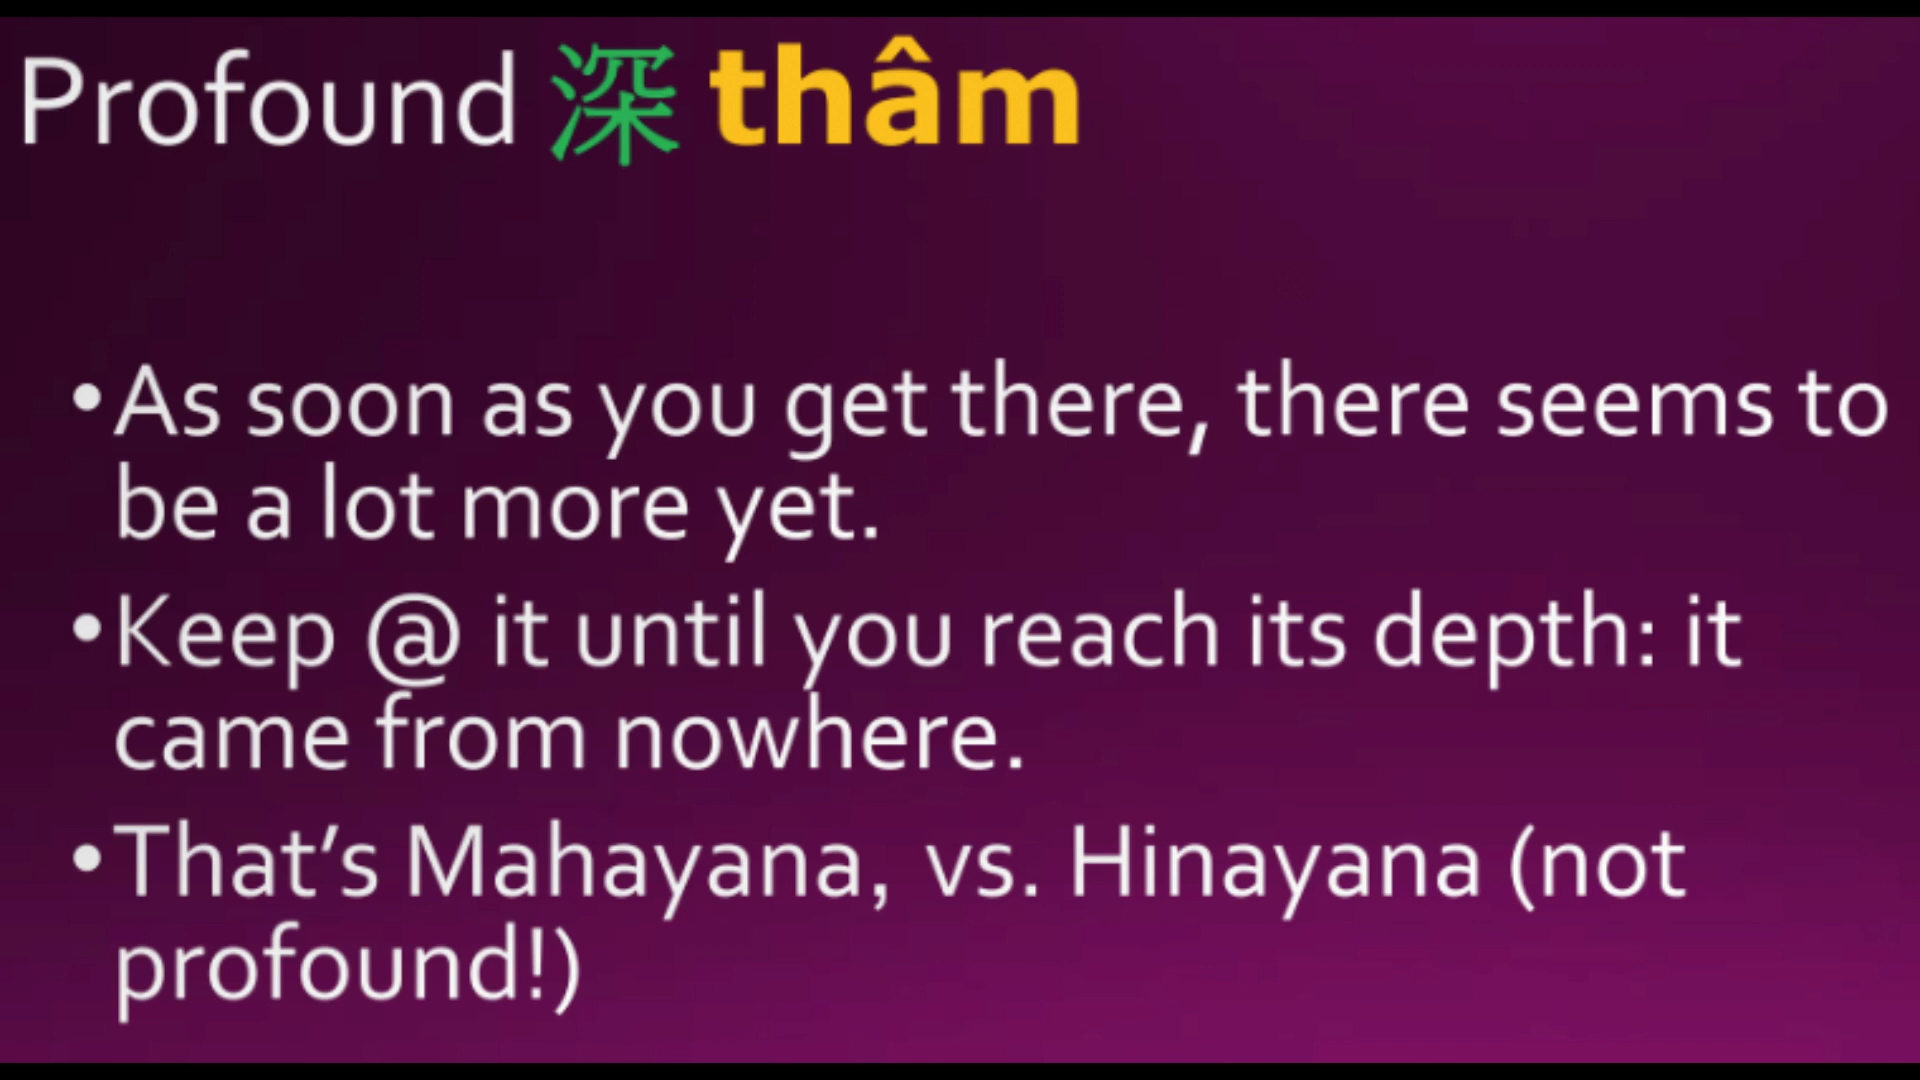 Profound 深 thâm
•As soon as you get there, there seems to
be a lot more yet.
•Keep @ it until you reach its depth: it
came from nowhere.
•That’s Mahayana, vs. Hinayana (not
profound!)